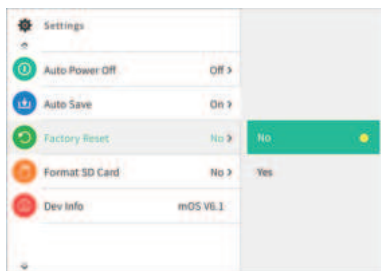 Settings
Auto Power Off Off >
Auto Save On >
Factory Reset No >
No
Format SD Card No >
Yes
Dev Info mOS V6.1